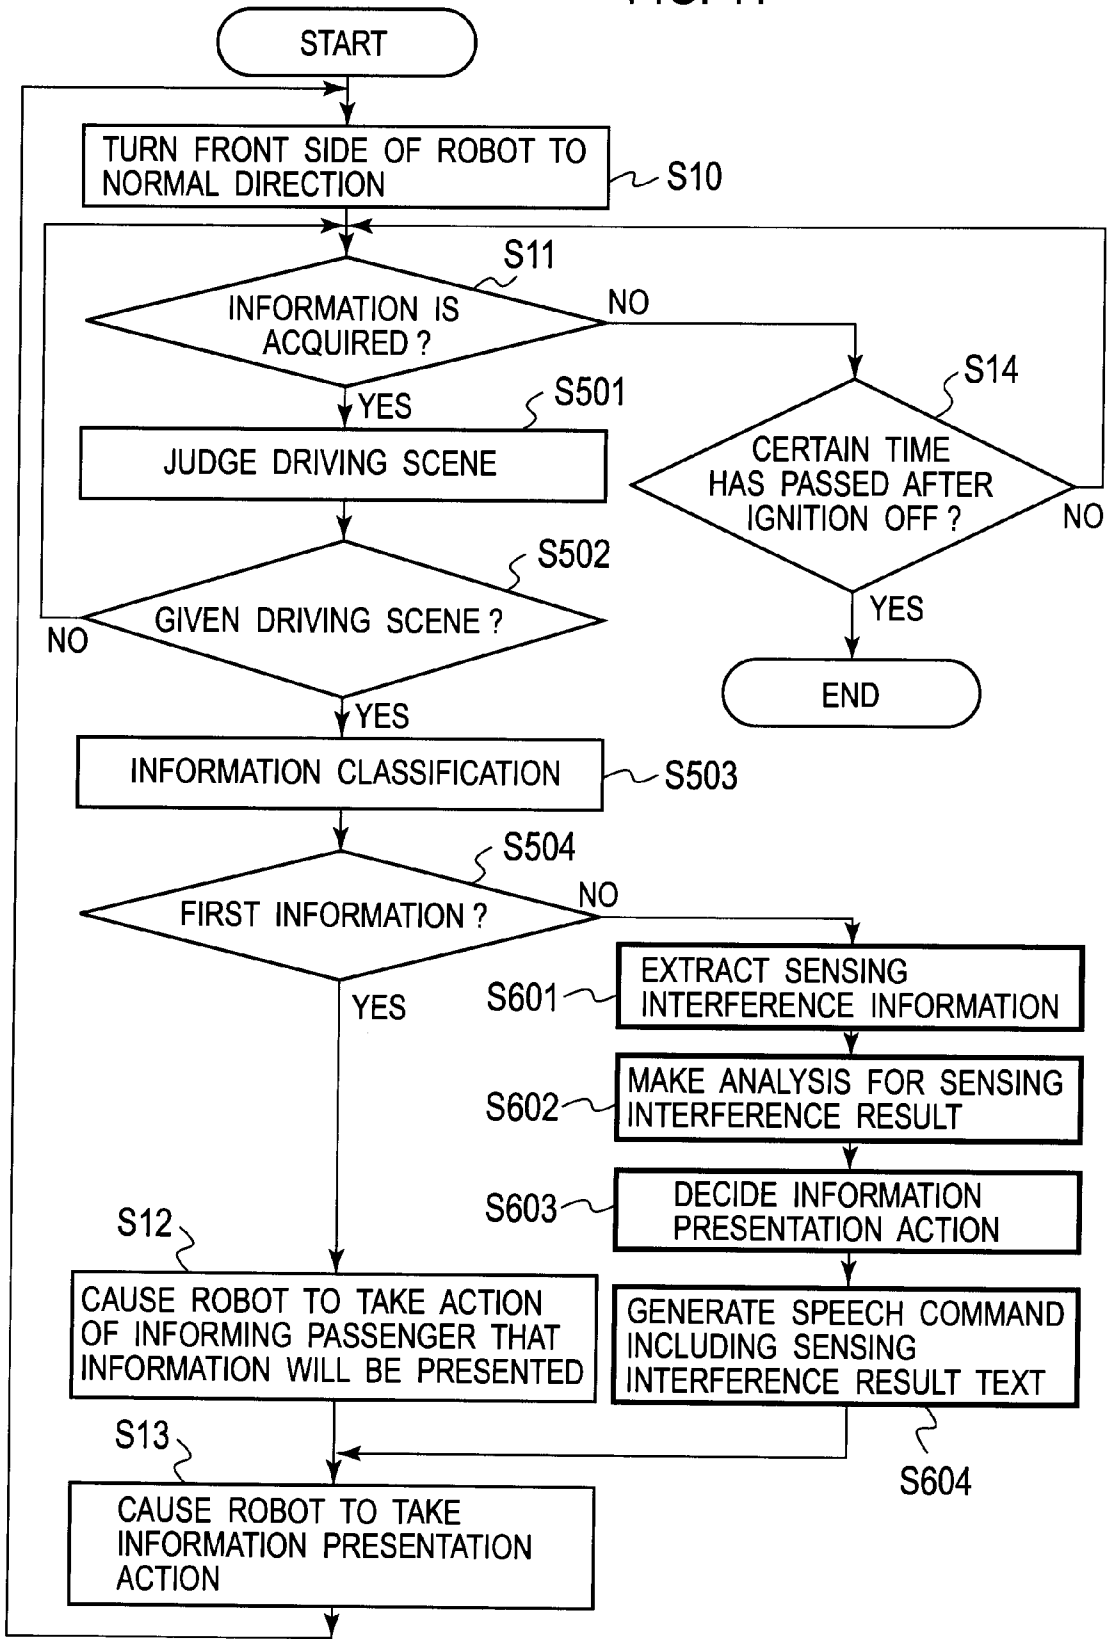 START
TURN FRONT SIDE OF ROBOT TO
NORMAL DIRECTION
S10
S11
INFORMATION IS
ACQUIRED ?
NO
YES
S14
CERTAIN TIME
HAS PASSED AFTER
IGNITION OFF ?
NO
YES
END
S501
JUDGE DRIVING SCENE
S502
GIVEN DRIVING SCENE ?
NO
YES
INFORMATION CLASSIFICATION
S503
S504
FIRST INFORMATION ?
NO
YES
S601
EXTRACT SENSING
INTERFERENCE INFORMATION
S602
MAKE ANALYSIS FOR SENSING
INTERFERENCE RESULT
S603
DECIDE INFORMATION
PRESENTATION ACTION
GENERATE SPEECH COMMAND
INCLUDING SENSING
INTERFERENCE RESULT TEXT
S604
S12
CAUSE ROBOT TO TAKE ACTION
OF INFORMING PASSENGER THAT
INFORMATION WILL BE PRESENTED
S13
CAUSE ROBOT TO TAKE
INFORMATION PRESENTATION
ACTION